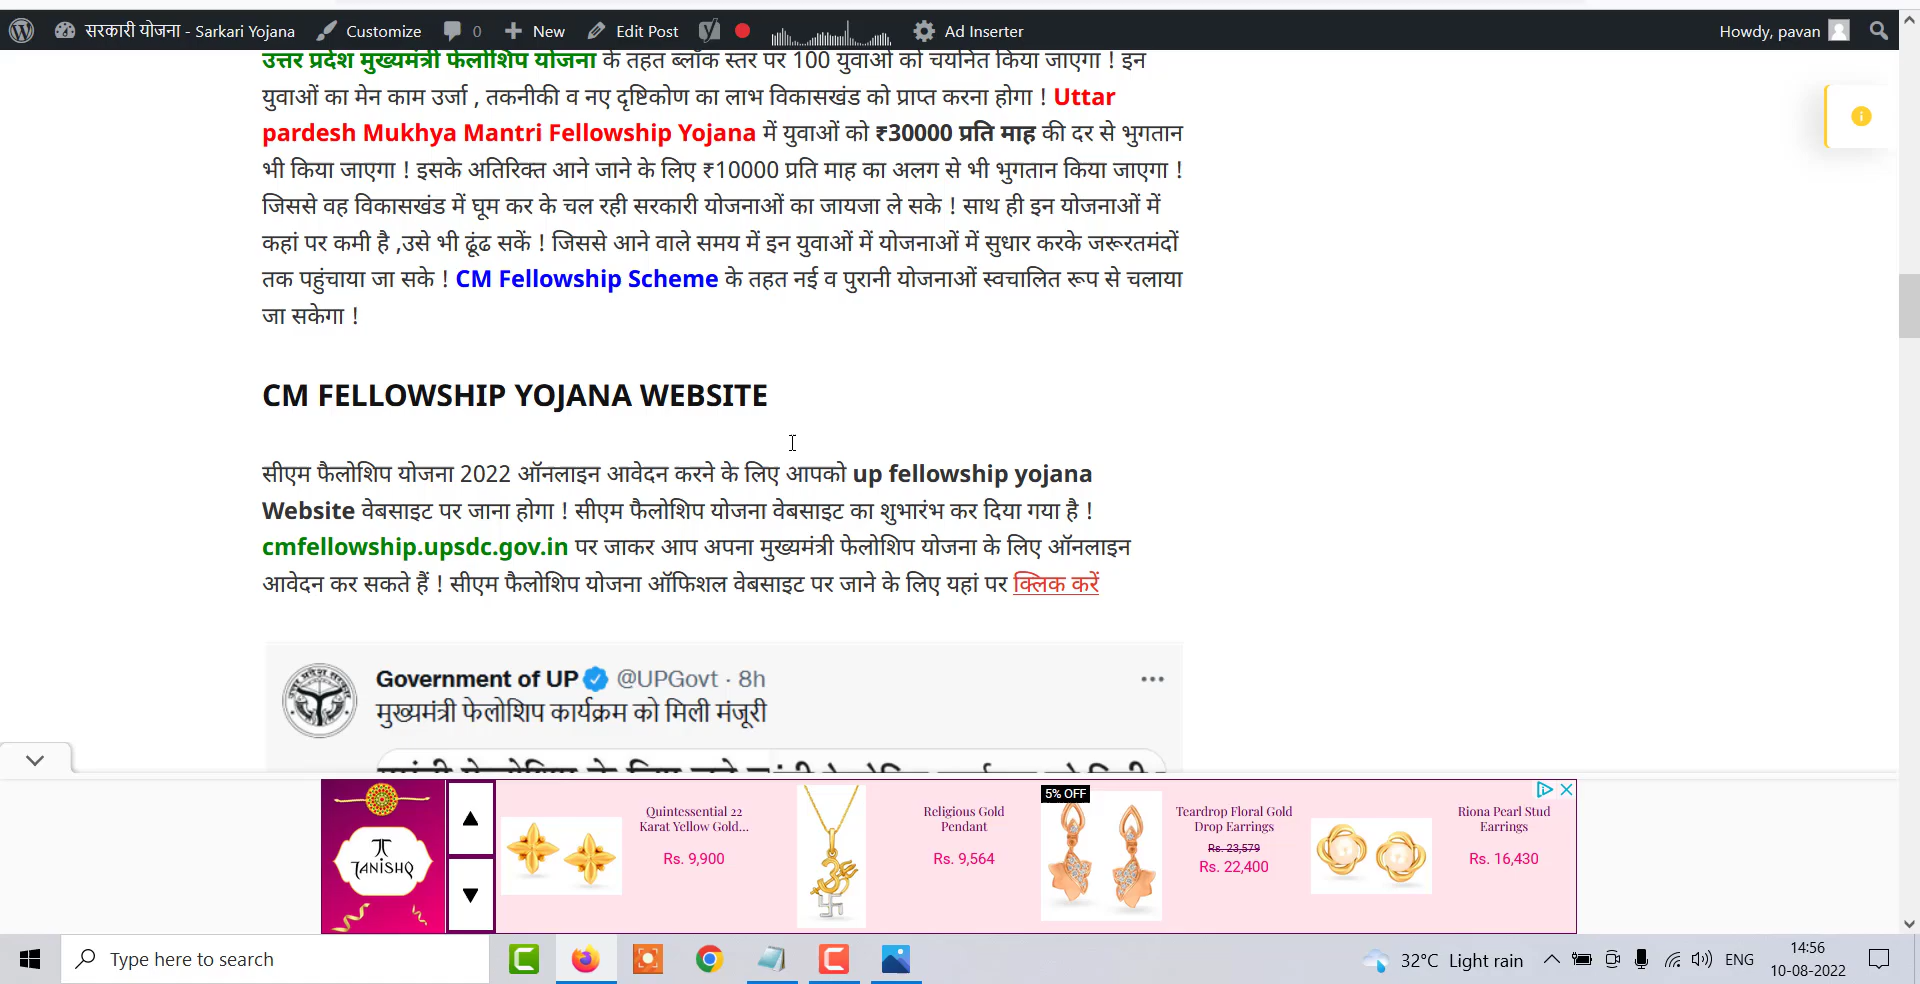 सरकारी योजना - Sarkari Yojana Customize 0 New Edit Post Ad Inserter Howdy, pavan
उत्तर प्रदेश मुख्यमंत्री फेलोशिप योजना के तहत ब्लॉक स्तर पर 100 युवाओं को चयनित किया जाएगा ! इन
युवाओं का मेन काम उर्जा , तकनीकी व नए दृष्टिकोण का लाभ विकासखंड को प्राप्त करना होगा ! Uttar
pardesh Mukhya Mantri Fellowship Yojana में युवाओं को ₹30000 प्रति माह की दर से भुगतान
भी किया जाएगा ! इसके अतिरिक्त आने जाने के लिए ₹10000 प्रति माह का अलग से भी भुगतान किया जाएगा !
जिससे वह विकासखंड में घूम कर के चल रही सरकारी योजनाओं का जायजा ले सके ! साथ ही इन योजनाओं में
कहां पर कमी है ,उसे भी ढूंढ सकें ! जिससे आने वाले समय में इन युवाओं में योजनाओं में सुधार करके जरूरतमंदों
तक पहुंचाया जा सके ! CM Fellowship Scheme के तहत नई व पुरानी योजनाओं स्वचालित रूप से चलाया
जा सकेगा !
CM FELLOWSHIP YOJANA WEBSITE
सीएम फैलोशिप योजना 2022 ऑनलाइन आवेदन करने के लिए आपको up fellowship yojana
Website वेबसाइट पर जाना होगा ! सीएम फैलोशिप योजना वेबसाइट का शुभारंभ कर दिया गया है !
cmfellowship.upsdc.gov.in पर जाकर आप अपना मुख्यमंत्री फेलोशिप योजना के लिए ऑनलाइन
आवेदन कर सकते हैं ! सीएम फैलोशिप योजना ऑफिशल वेबसाइट पर जाने के लिए यहां पर क्लिक करें
Government of UP @UPGovt · 8h
मुख्यमंत्री फेलोशिप कार्यक्रम को मिली मंजूरी
TANISHQ
Quintessential 22
Karat Yellow Gold...
Rs. 9,900
Religious Gold
Pendant
Rs. 9,564
5% OFF
Teardrop Floral Gold
Drop Earrings
Rs. 23,579
Rs. 22,400
Riona Pearl Stud
Earrings
Rs. 16,430
Type here to search
32°C Light rain
ENG
14:56
10-08-2022